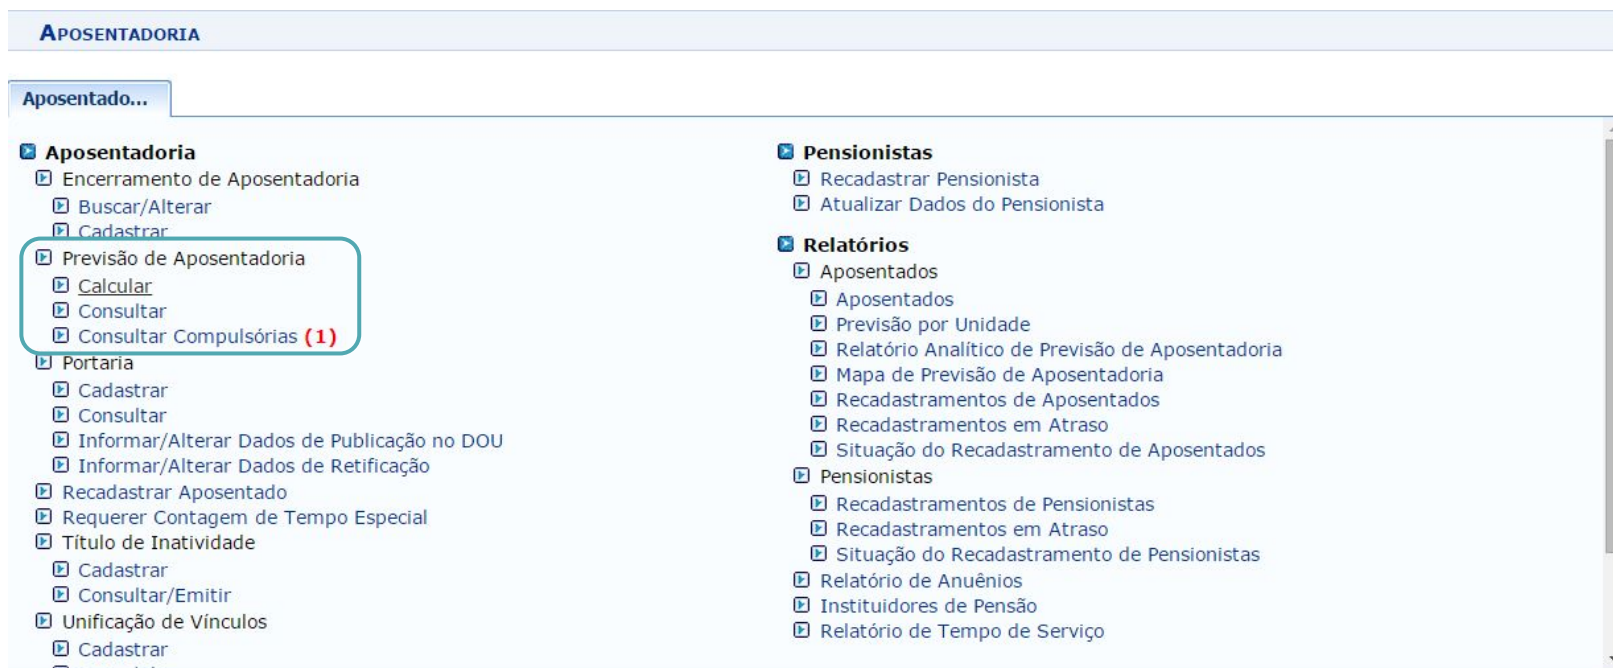 APOSENTADORIA
Aposentado...
Aposentadoria
Encerramento de Aposentadoria
Buscar/Alterar
Cadastrar
Previsão de Aposentadoria
Calcular
Consultar
Consultar Compulsórias (1)
Portaria
Cadastrar
Consultar
Informar/Alterar Dados de Publicação no DOU
Informar/Alterar Dados de Retificação
Recadastrar Aposentado
Requerer Contagem de Tempo Especial
Título de Inatividade
Cadastrar
Consultar/Emitir
Unificação de Vínculos
Cadastrar
Pensionistas
Recadastrar Pensionista
Atualizar Dados do Pensionista
Relatórios
Aposentados
Aposentados
Previsão por Unidade
Relatório Analítico de Previsão de Aposentadoria
Mapa de Previsão de Aposentadoria
Recadastramentos de Aposentados
Recadastramentos em Atraso
Situação do Recadastramento de Aposentados
Pensionistas
Recadastramentos de Pensionistas
Recadastramentos em Atraso
Situação do Recadastramento de Pensionistas
Relatório de Anuênios
Instituidores de Pensão
Relatório de Tempo de Serviço